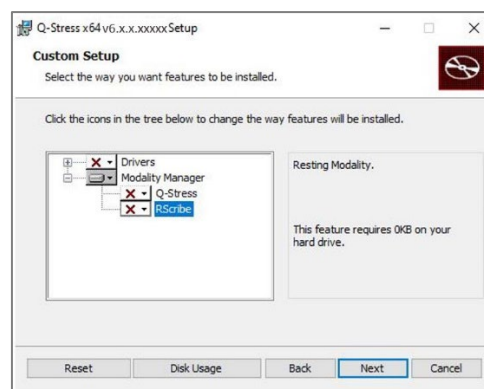 Q-Stress x64 v6.x.x.xxxxx Setup
Custom Setup
Select the way you want features to be installed.
Click the icons in the tree below to change the way features will be installed.
Drivers
Modality Manager
Q-Stress
RScribe
Resting Modality.
This feature requires 0KB on your
hard drive.
Reset
Disk Usage
Back
Next
Cancel